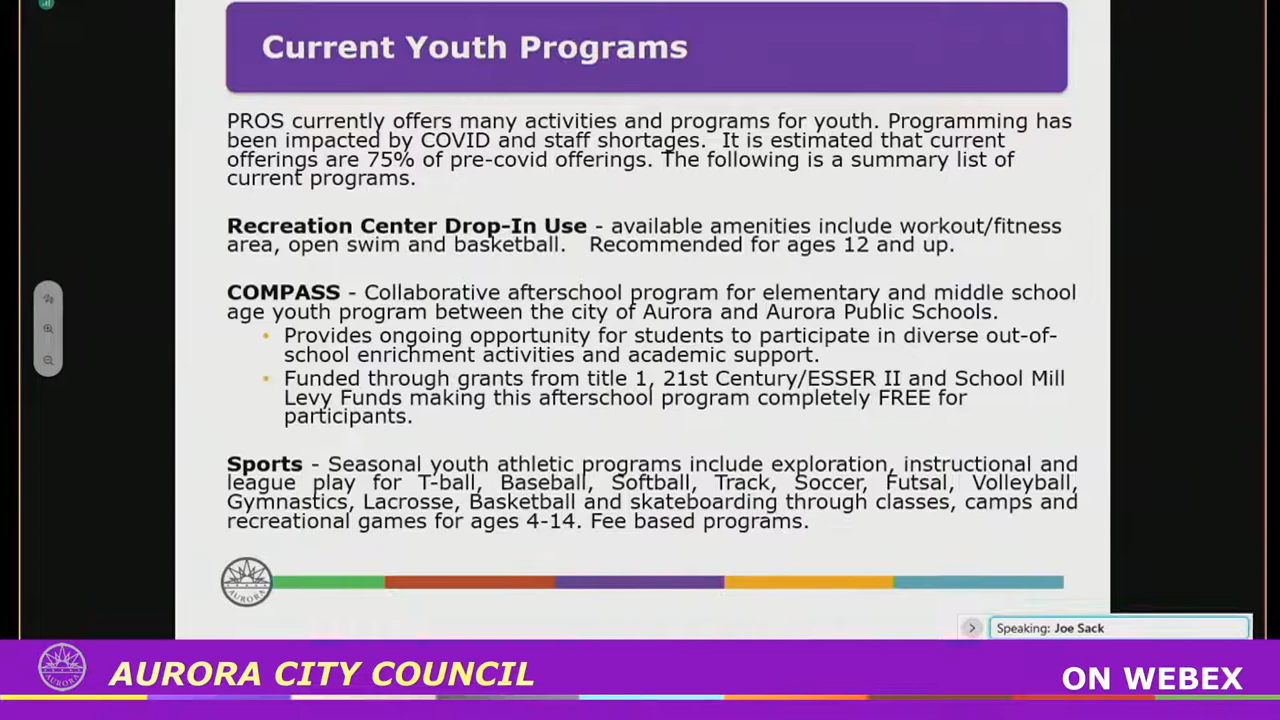 Current Youth Programs
PROS currently offers many activities and programs for youth. Programming has
been impacted by COVID and staff shortages.  It is estimated that current
offerings are 75% of pre-covid offerings. The following is a summary list of
current programs.
Recreation Center Drop-In Use - available amenities include workout/fitness
area, open swim and basketball.   Recommended for ages 12 and up.
COMPASS - Collaborative afterschool program for elementary and middle school
age youth program between the city of Aurora and Aurora Public Schools.
• Provides ongoing opportunity for students to participate in diverse out-of-
school enrichment activities and academic support.
• Funded through grants from title 1, 21st Century/ESSER II and School Mill
Levy Funds making this afterschool program completely FREE for
participants.
Sports - Seasonal youth athletic programs include exploration, instructional and
league play for T-ball, Baseball, Softball, Track, Soccer, Futsal, Volleyball,
Gymnastics, Lacrosse, Basketball and skateboarding through classes, camps and
recreational games for ages 4-14. Fee based programs.
AURORA
Speaking: Joe Sack
AURORA
AURORA CITY COUNCIL
ON WEBEX